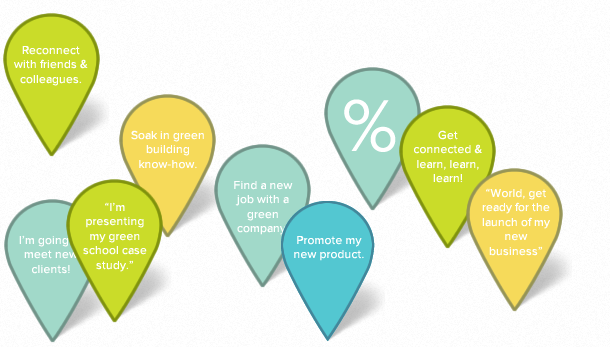 Reconnect
with friends &
colleagues.
Soak in green
building
know-how.
%
Get
connected &
learn, learn,
learn!
Find a new
job with a
green
company
"World, get
ready for the
launch of my
new
business"
I'm going
meet new
clients!
"I'm
presenting
my green
school case
study."
Promote my
new product.